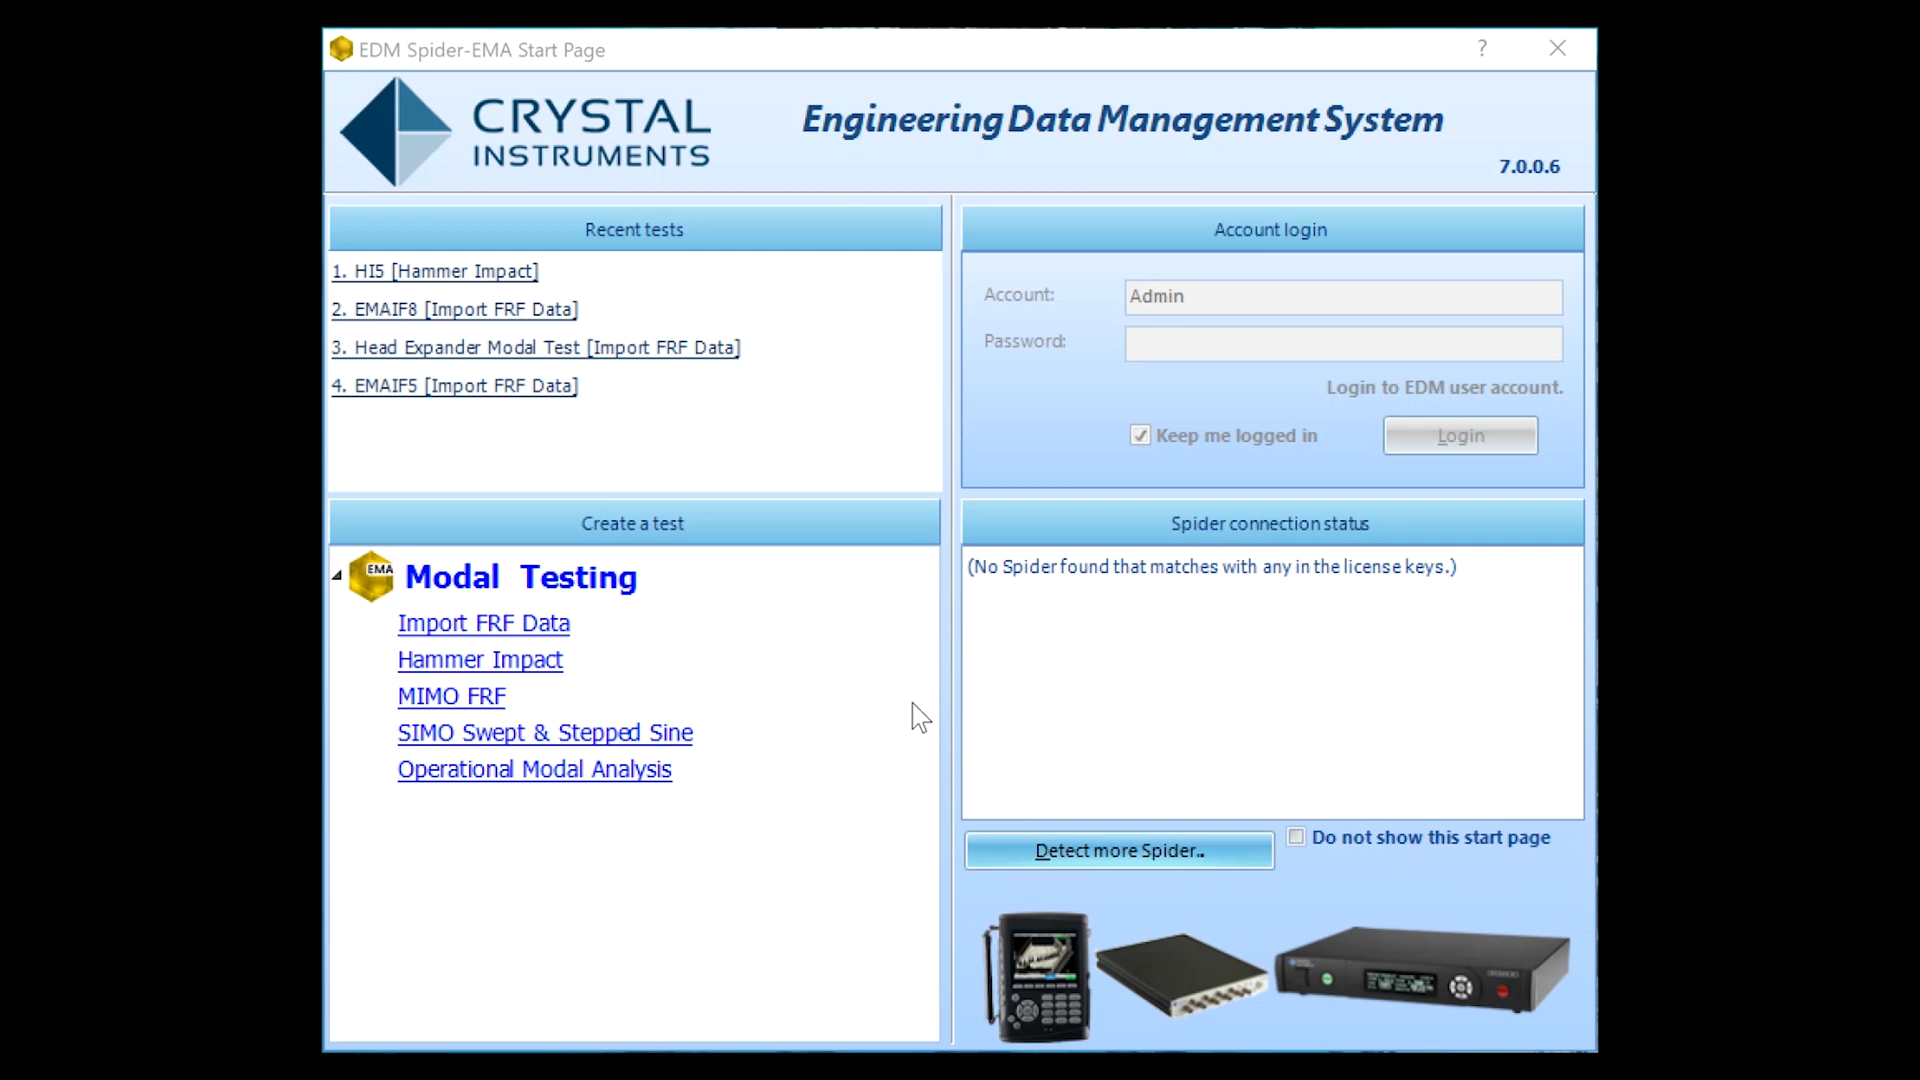 EDM Spider-EMA Start Page
?
CRYSTAL
INSTRUMENTS
Engineering Data Management System
7.0.0.6
Recent tests
1. HI5 [Hammer Impact]
2. EMAIF8 [Import FRF Data]
3. Head Expander Modal Test [Import FRF Data]
4. EMAIF5 [Import FRF Data]
Account login
Account:
Admin
Password:
Login to EDM user account.
Keep me logged in
Login
Create a test
EMA
Modal Testing
Import FRF Data
Hammer Impact
MIMO FRF
SIMO Swept & Stepped Sine
Operational Modal Analysis
Spider connection status
(No Spider found that matches with any in the license keys.)
Detect more Spider..
Do not show this start page